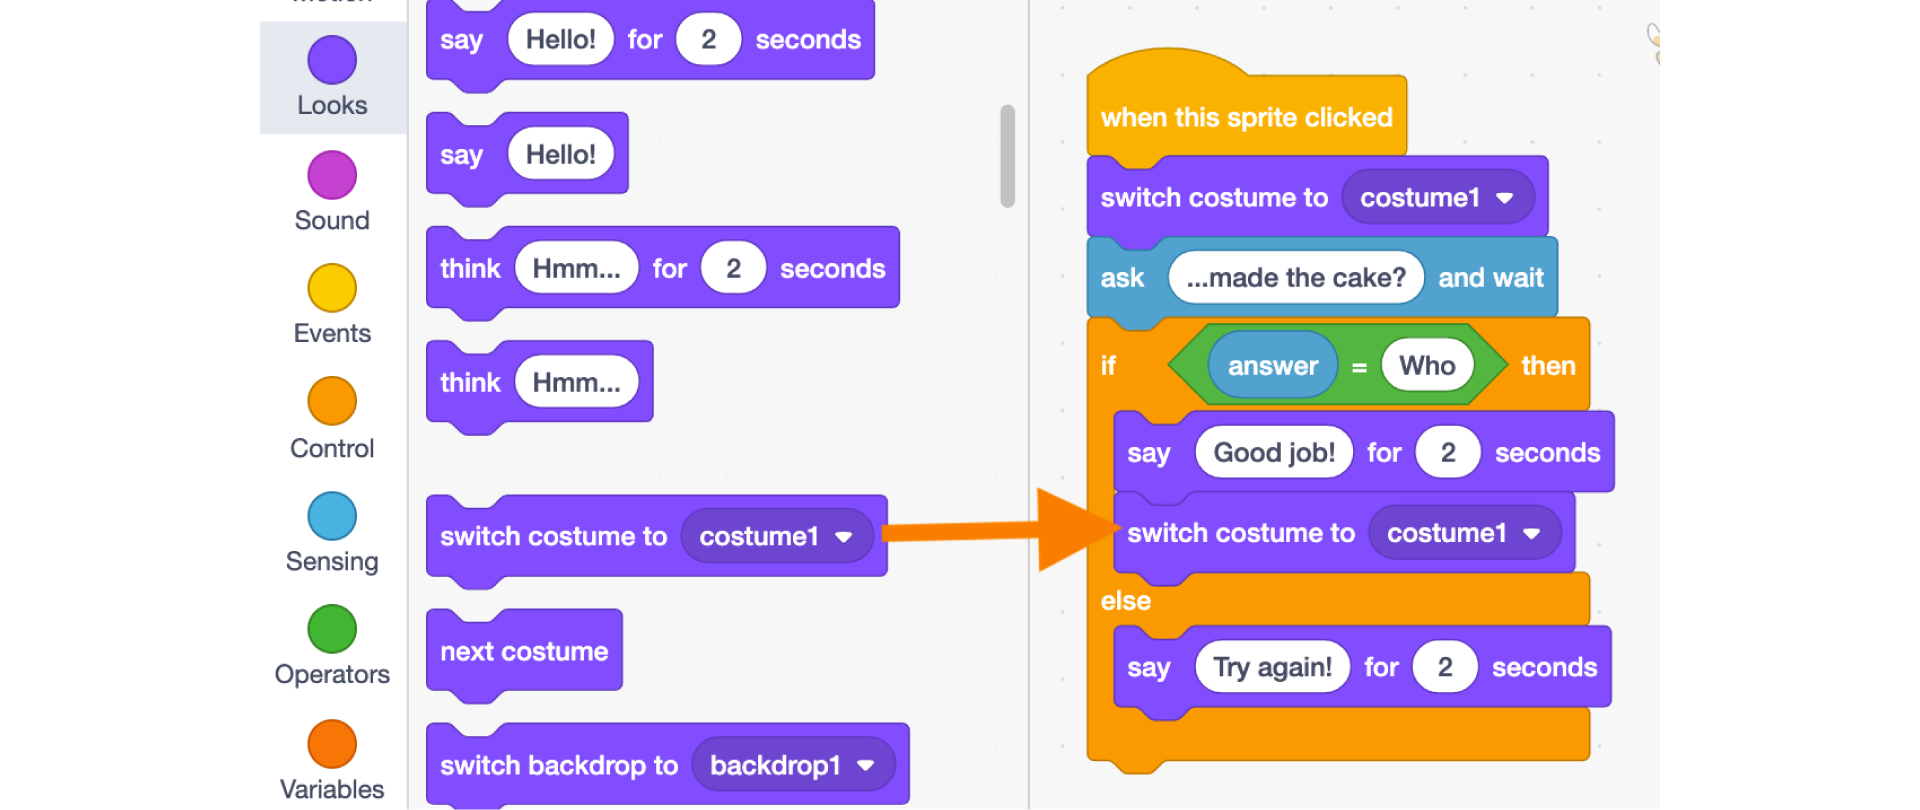 Motion
Looks
Sound
Events
Control
Sensing
Operators
Variables
say Hello! for 2 seconds
say Hello!
think Hmm... for 2 seconds
think Hmm...
switch costume to costume1
next costume
switch backdrop to backdrop1
when this sprite clicked
switch costume to costume1
ask ...made the cake? and wait
if answer = Who then
say Good job! for 2 seconds
switch costume to costume1
else
say Try again! for 2 seconds